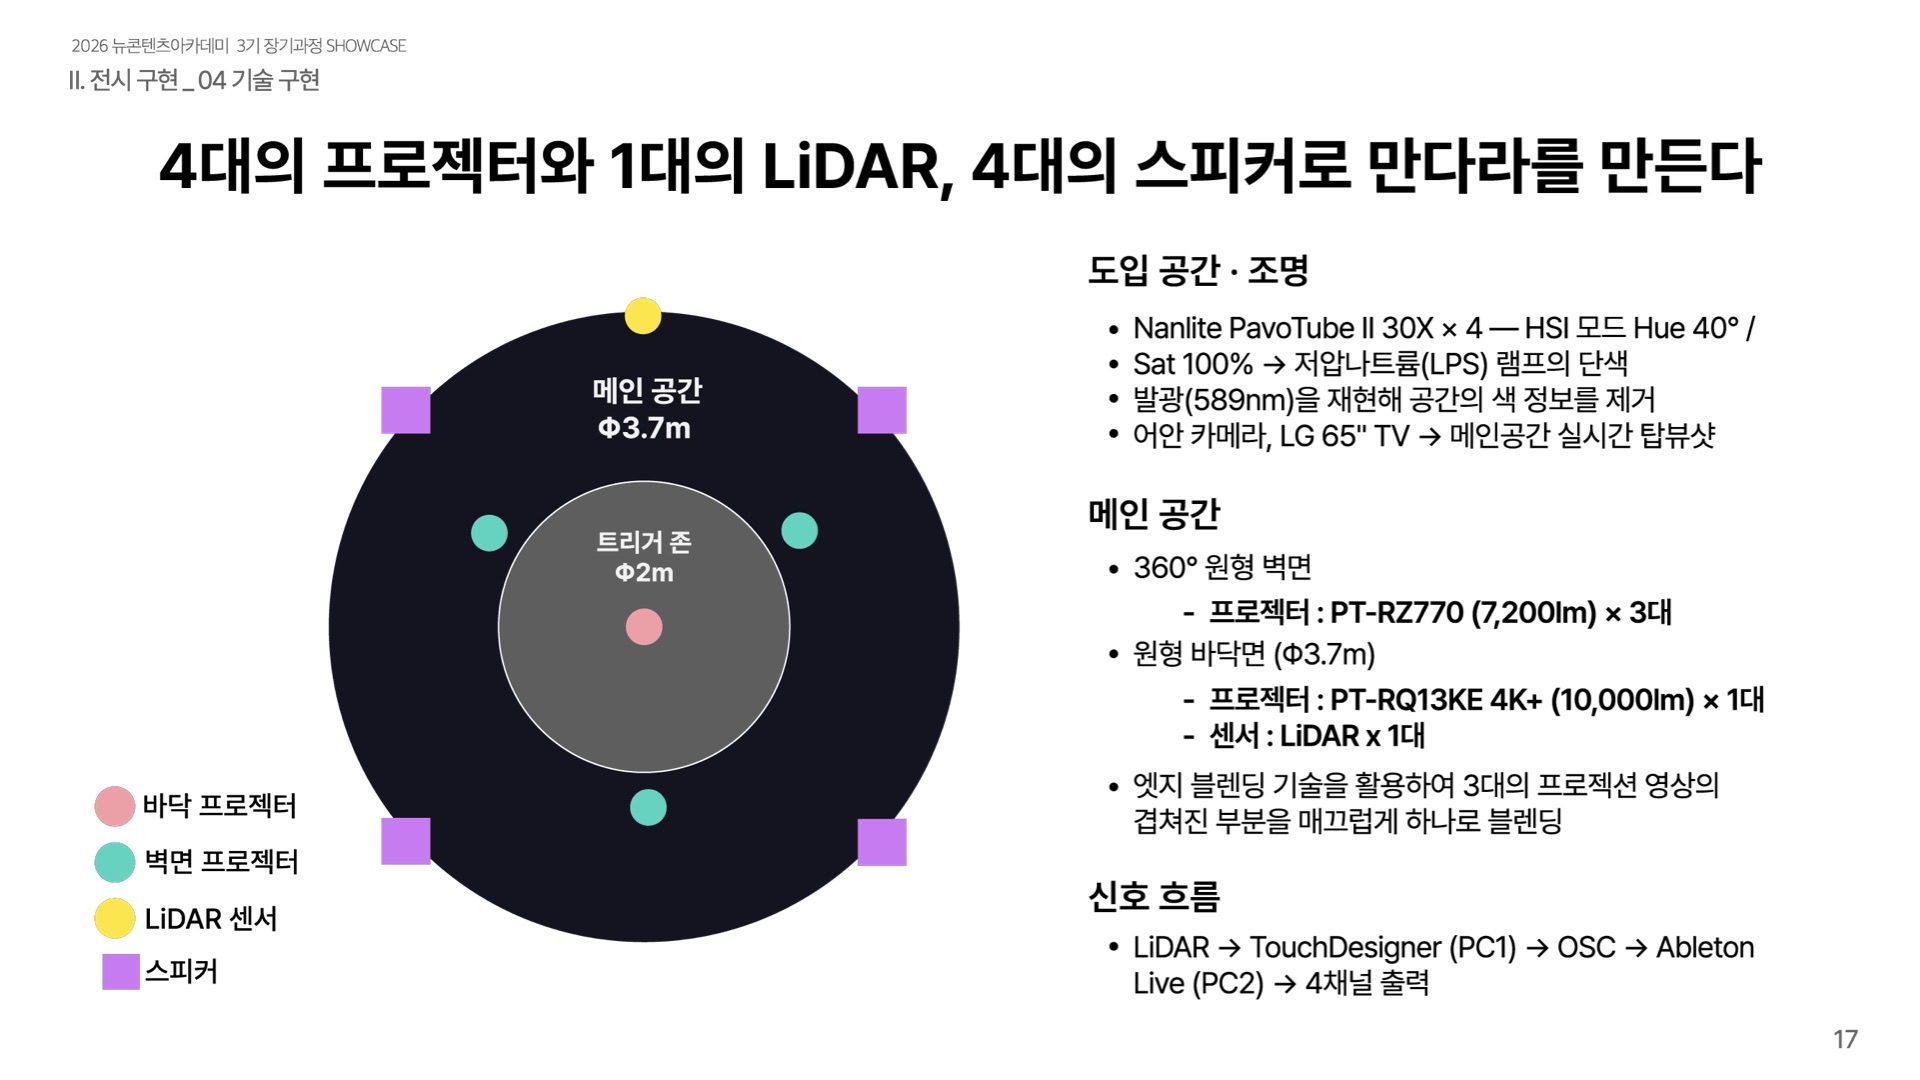 2026 뉴콘텐츠아카데미 3기 장기과정 SHOWCASE
II. 전시 구현 _ 04 기술 구현
4대의 프로젝터와 1대의 LiDAR, 4대의 스피커로 만다라를 만든다
메인 공간
Φ3.7m
트리거 존
Φ2m
바닥 프로젝터
벽면 프로젝터
LiDAR 센서
스피커
도입 공간 · 조명
• Nanlite PavoTube II 30X × 4 — HSI 모드 Hue 40° /
• Sat 100% → 저압나트륨(LPS) 램프의 단색
• 발광(589nm)을 재현해 공간의 색 정보를 제거
• 어안 카메라, LG 65" TV → 메인공간 실시간 탑뷰샷
메인 공간
• 360° 원형 벽면
- 프로젝터 : PT-RZ770 (7,200lm) × 3대
• 원형 바닥면 (Φ3.7m)
- 프로젝터 : PT-RQ13KE 4K+ (10,000lm) × 1대
- 센서 : LiDAR x 1대
• 엣지 블렌딩 기술을 활용하여 3대의 프로젝션 영상의
겹쳐진 부분을 매끄럽게 하나로 블렌딩
신호 흐름
• LiDAR → TouchDesigner (PC1) → OSC → Ableton
Live (PC2) → 4채널 출력
17